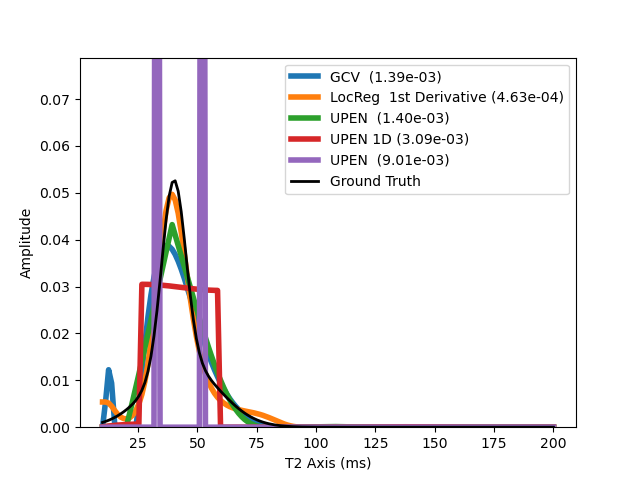 0.07
0.06
0.05
0.04
0.03
0.02
0.01
0.00
Amplitude
GCV (1.39e-03)
LocReg 1st Derivative (4.63e-04)
UPEN (1.40e-03)
UPEN 1D (3.09e-03)
UPEN (9.01e-03)
Ground Truth
25 50 75 100 125 150 175 200
T2 Axis (ms)